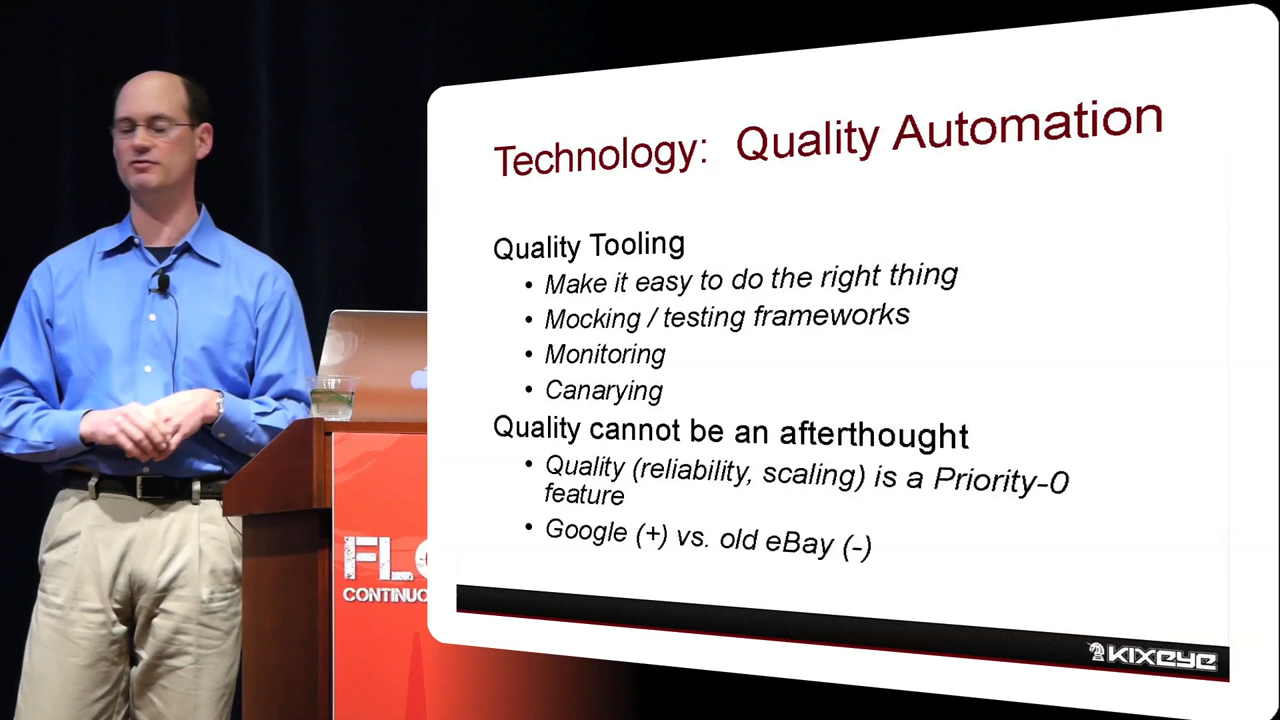 Technology: Quality Automation
Quality Tooling
• Make it easy to do the right thing
• Mocking / testing frameworks
• Monitoring
• Canarying
Quality cannot be an afterthought
• Quality (reliability, scaling) is a Priority-0
feature
• Google (+) vs. old eBay (-)
KIXEYE
FL
CONTINUO